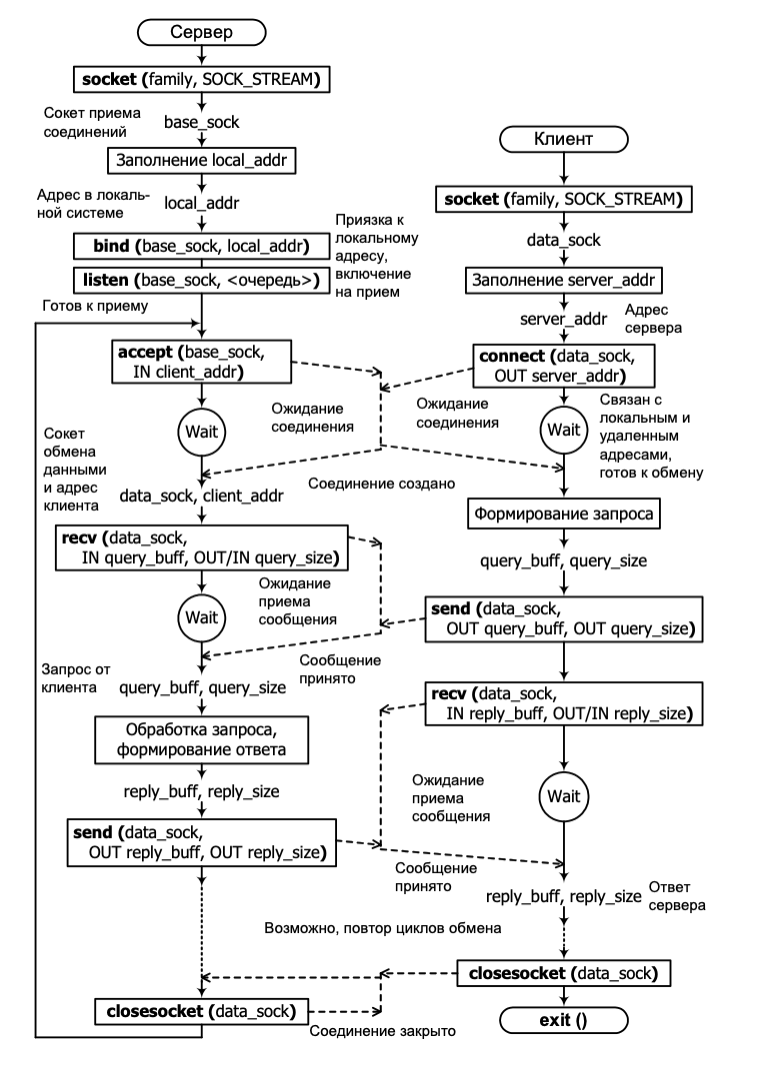 Сервер
socket (family, SOCK_STREAM)
Сокет приема
соединений
base_sock
Заполнение local_addr
Адрес в локаль-
ной системе
local_addr
bind (base_sock, local_addr)
listen (base_sock, <очередь>)
Приязка к
локальному
адресу,
включение
на прием
Готов к приему
accept (base_sock,
IN client_addr)
Ожидание
соединения
Wait
Сокет
обмена
данными
и адрес
клиента
data_sock, client_addr
Соединение создано
recv (data_sock,
IN query_buff, OUT/IN query_size)
Ожидание
приема
сообщения
Wait
Запрос от
клиента
Сообщение
принято
query_buff, query_size
Обработка запроса,
формирование ответа
reply_buff, reply_size
send (data_sock,
OUT reply_buff, OUT reply_size)
Возможно, повтор циклов обмена
closesocket (data_sock)
Соединение закрыто
Клиент
socket (family, SOCK_STREAM)
data_sock
Заполнение server_addr
server_addr
Адрес
сервера
connect (data_sock,
OUT server_addr)
Ожидание
соединения
Wait
Связан с
локальным и
удаленным
адресами,
готов к обмену
Формирование запроса
query_buff, query_size
send (data_sock,
OUT query_buff, OUT query_size)
recv (data_sock,
IN reply_buff, OUT/IN reply_size)
Ожидание
приема
сообщения
Wait
Сообщение
принято
reply_buff, reply_size
Ответ
сервера
closesocket (data_sock)
exit ()